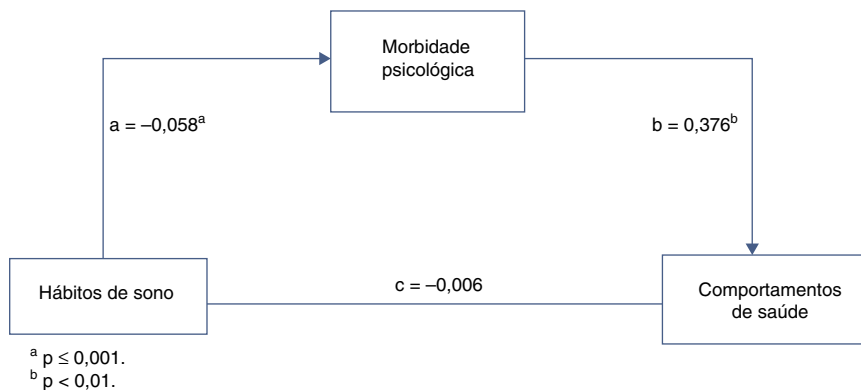 Morbidade
psicológica
a = –0,058ᵃ
b = 0,376ᵇ
Hábitos de sono
c = –0,006
Comportamentos
de saúde
ᵃ p ≤ 0,001.
ᵇ p < 0,01.